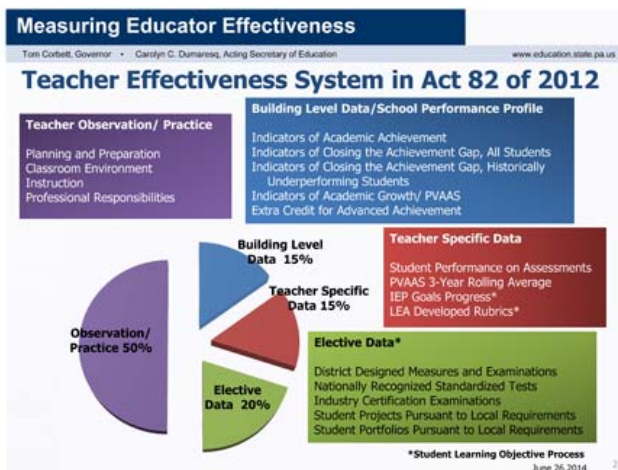 Measuring Educator Effectiveness
Tom Corbett, Governor • Carolyn C. Dumaresq, Acting Secretary of Education www.education.state.pa.us
Teacher Effectiveness System in Act 82 of 2012
Teacher Observation/ Practice
Planning and Preparation
Classroom Environment
Instruction
Professional Responsibilities
Building Level Data/School Performance Profile
Indicators of Academic Achievement
Indicators of Closing the Achievement Gap, All Students
Indicators of Closing the Achievement Gap, Historically
Underperforming Students
Indicators of Academic Growth/ PVAAS
Extra Credit for Advanced Achievement
Building Level
Data 15%
Teacher Specific
Data 15%
Observation/
Practice 50%
Elective
Data 20%
Teacher Specific Data
Student Performance on Assessments
PVAAS 3-Year Rolling Average
IEP Goals Progress*
LEA Developed Rubrics*
Elective Data*
District Designed Measures and Examinations
Nationally Recognized Standardized Tests
Industry Certification Examinations
Student Projects Pursuant to Local Requirements
Student Portfolios Pursuant to Local Requirements
*Student Learning Objective Process
June 26 2014
2